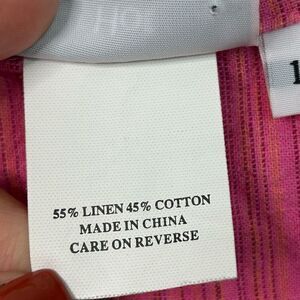 55% LINEN 45% COTTON
MADE IN CHINA
CARE ON REVERSE